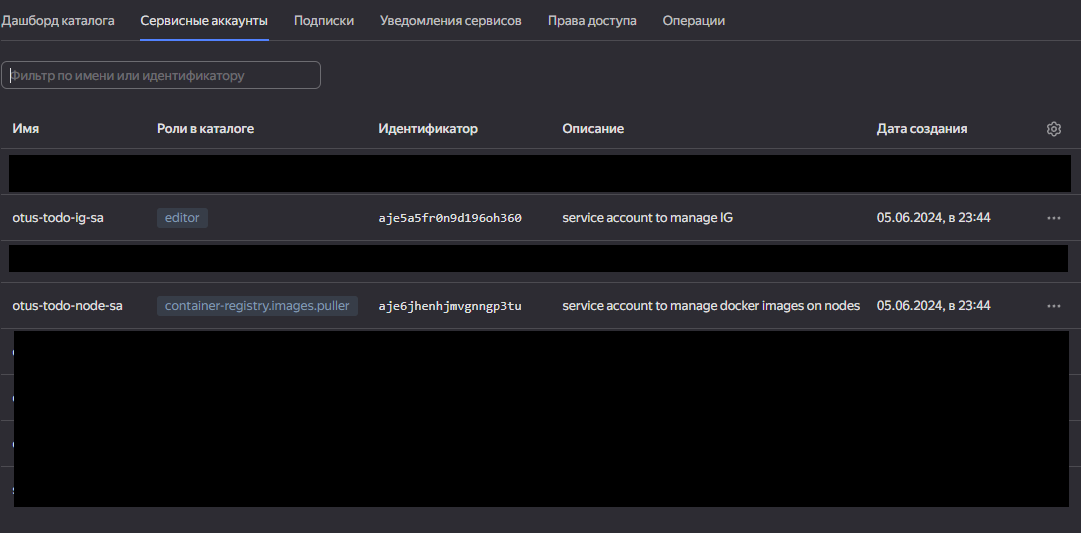 Дашборд каталога Сервисные аккаунты Подписки Уведомления сервисов Права доступа Операции
Фильтр по имени или идентификатору
Имя Роли в каталоге Идентификатор Описание Дата создания
otus-todo-ig-sa editor aje5a5fr0n9d196oh360 service account to manage IG 05.06.2024, в 23:44
otus-todo-node-sa container-registry.images.puller aje6jhenhjmvgnngp3tu service account to manage docker images on nodes 05.06.2024, в 23:44